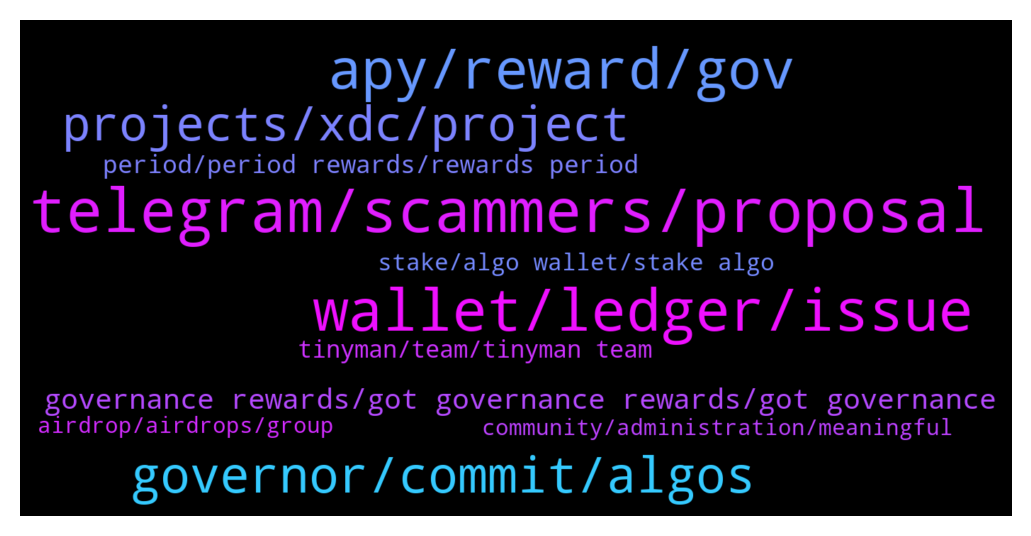 apy/reward/gov
projects/xdc/project
period/period rewards/rewards period
telegram/scammers/proposal
stake/algo wallet/stake algo
wallet/ledger/issue
tinyman/team/tinyman team
governance rewards/got governance rewards/got governance
airdrop/airdrops/group
community/administration/meaningful
governor/commit/algos